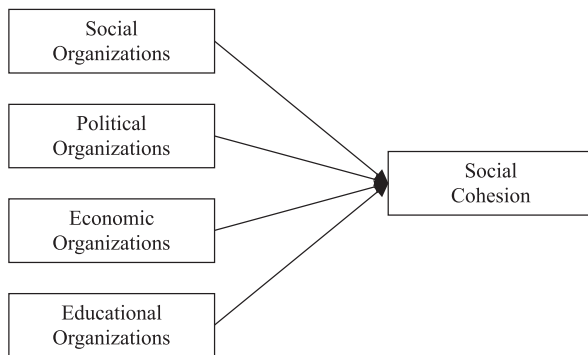 Social
Organizations
Political
Organizations
Economic
Organizations
Educational
Organizations
Social
Cohesion